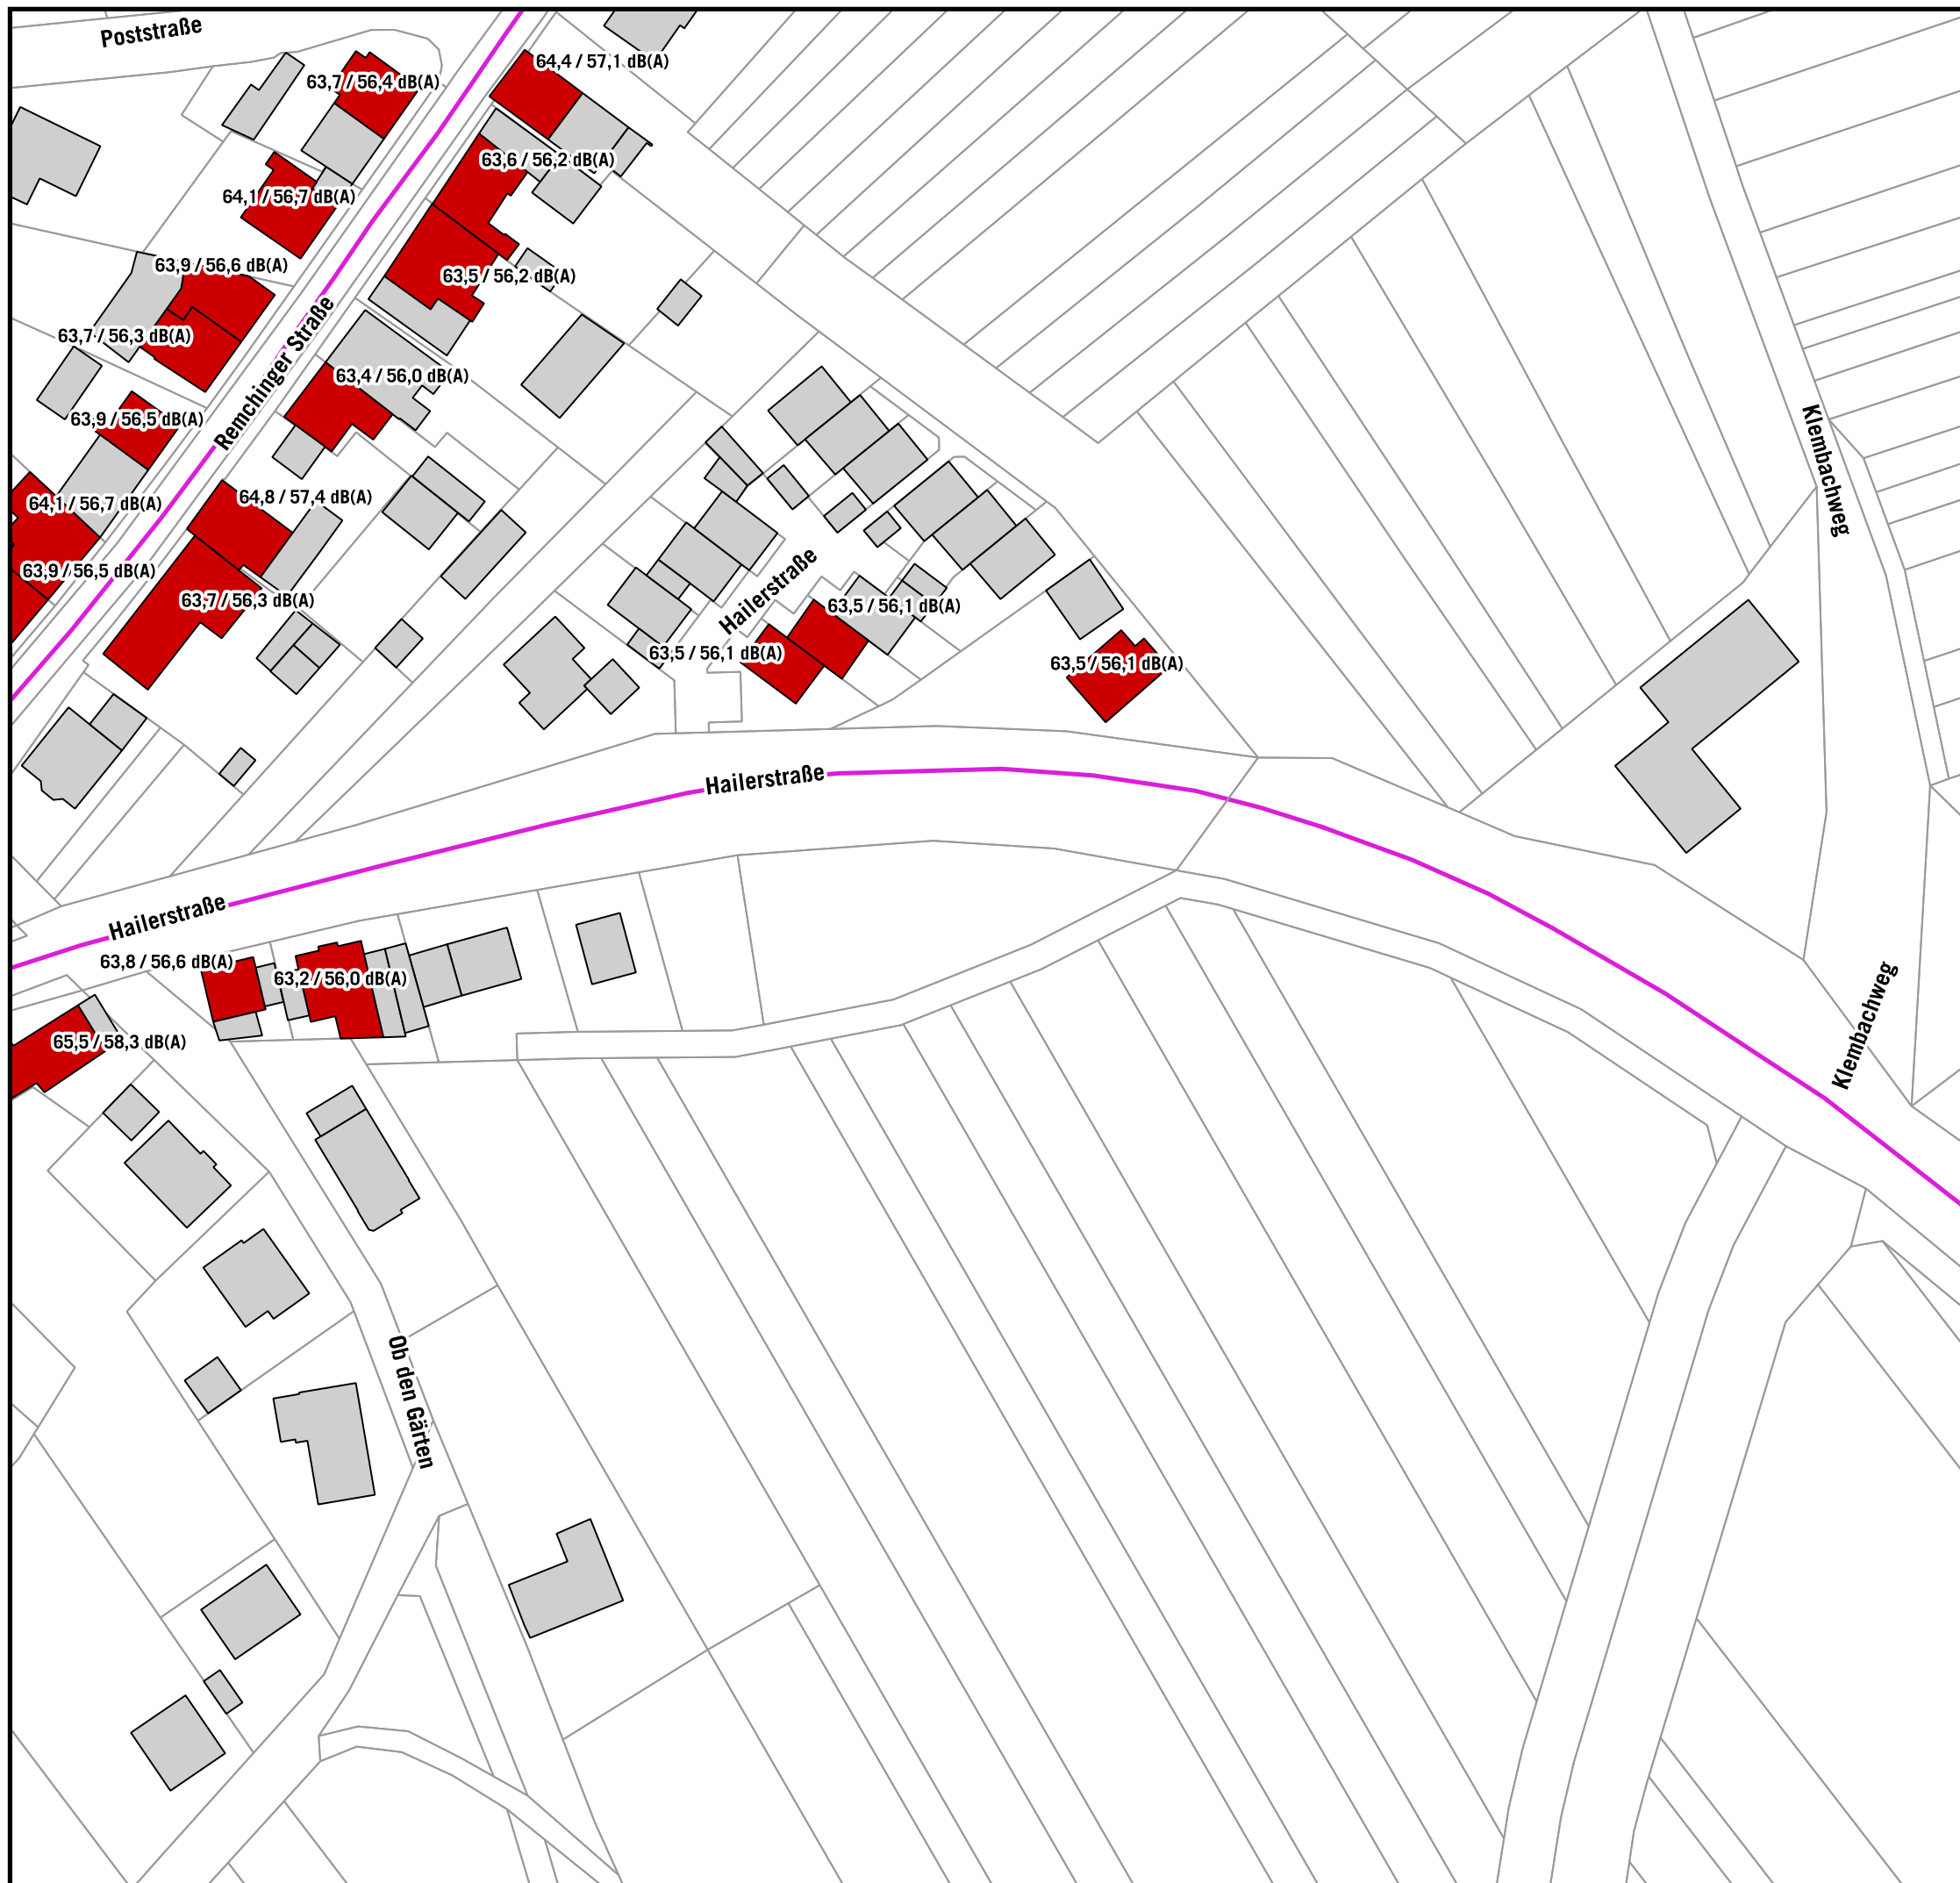 Poststraße
64,4 / 57,1 dB(A)
63,7 / 56,4 dB(A)
63,6 / 56,2 dB(A)
64,1 / 56,7 dB(A)
63,9 / 56,6 dB(A)
63,5 / 56,2 dB(A)
63,7 / 56,3 dB(A)
Remchinger Straße
63,4 / 56,0 dB(A)
63,9 / 56,5 dB(A)
Klembachweg
64,8 / 57,4 dB(A)
64,1 / 56,7 dB(A)
63,9 / 56,5 dB(A)
Hailerstraße
63,7 / 56,3 dB(A)
63,5 / 56,1 dB(A)
63,5 / 56,1 dB(A)
63,5 / 56,1 dB(A)
Hailerstraße
Hailerstraße
63,8 / 56,6 dB(A)
63,2 / 56,0 dB(A)
Klembachweg
65,5 / 58,3 dB(A)
Ob den Gärten